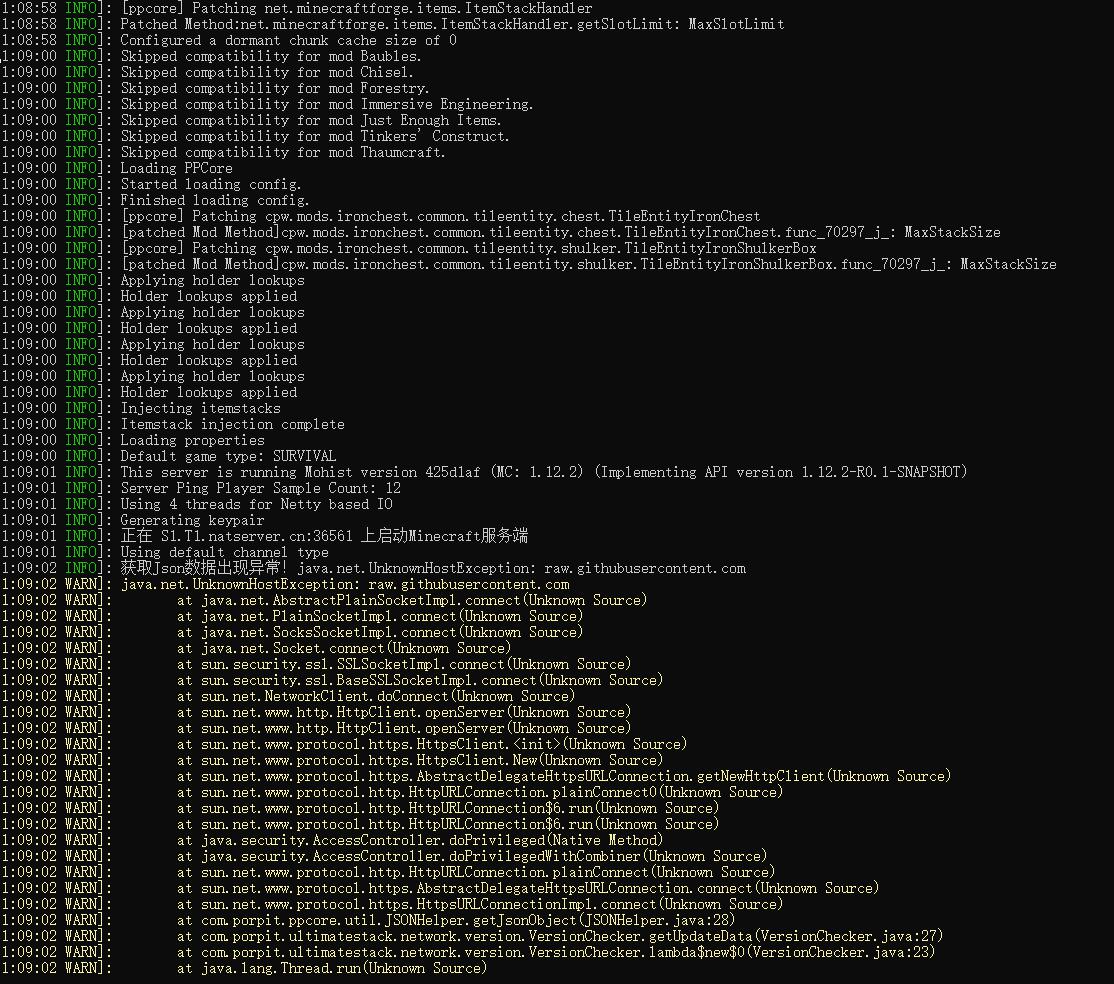 1:08:58 INFO]: [ppcore] Patching net.minecraftforge.items.ItemStackHandler
1:08:58 INFO]: Patched Method:net.minecraftforge.items.ItemStackHandler.getSlotLimit: MaxSlotLimit
1:08:58 INFO]: Configured a dormant chunk cache size of 0
1:09:00 INFO]: Skipped compatibility for mod Baubles.
1:09:00 INFO]: Skipped compatibility for mod Chisel.
1:09:00 INFO]: Skipped compatibility for mod Forestry.
1:09:00 INFO]: Skipped compatibility for mod Immersive Engineering.
1:09:00 INFO]: Skipped compatibility for mod Just Enough Items.
1:09:00 INFO]: Skipped compatibility for mod Tinkers' Construct.
1:09:00 INFO]: Skipped compatibility for mod Thaumcraft.
1:09:00 INFO]: Loading PPCore
1:09:00 INFO]: Started loading config.
1:09:00 INFO]: Finished loading config.
1:09:00 INFO]: [ppcore] Patching cpw.mods.ironchest.common.tileentity.chest.TileEntityIronChest
1:09:00 INFO]: [patched Mod Method]cpw.mods.ironchest.common.tileentity.chest.TileEntityIronChest.func_70297_j_: MaxStackSize
1:09:00 INFO]: [ppcore] Patching cpw.mods.ironchest.common.tileentity.shulker.TileEntityIronShulkerBox
1:09:00 INFO]: [patched Mod Method]cpw.mods.ironchest.common.tileentity.shulker.TileEntityIronShulkerBox.func_70297_j_: MaxStackSize
1:09:00 INFO]: Applying holder lookups
1:09:00 INFO]: Holder lookups applied
1:09:00 INFO]: Applying holder lookups
1:09:00 INFO]: Holder lookups applied
1:09:00 INFO]: Applying holder lookups
1:09:00 INFO]: Holder lookups applied
1:09:00 INFO]: Applying holder lookups
1:09:00 INFO]: Holder lookups applied
1:09:00 INFO]: Injecting itemstacks
1:09:00 INFO]: Itemstack injection complete
1:09:00 INFO]: Loading properties
1:09:00 INFO]: Default game type: SURVIVAL
1:09:01 INFO]: This server is running Mohist version 425d1af (MC: 1.12.2) (Implementing API version 1.12.2-R0.1-SNAPSHOT)
1:09:01 INFO]: Server Ping Player Sample Count: 12
1:09:01 INFO]: Using 4 threads for Netty based IO
1:09:01 INFO]: Generating keypair
1:09:01 INFO]: 正在 S1.T1.natserver.cn:36561 上启动Minecraft服务端
1:09:01 INFO]: Using default channel type
1:09:02 INFO]: 获取Json数据出现异常! java.net.UnknownHostException: raw.githubusercontent.com
1:09:02 WARN]: java.net.UnknownHostException: raw.githubusercontent.com
1:09:02 WARN]: at java.net.AbstractPlainSocketImpl.connect(Unknown Source)
1:09:02 WARN]: at java.net.PlainSocketImpl.connect(Unknown Source)
1:09:02 WARN]: at java.net.SocksSocketImpl.connect(Unknown Source)
1:09:02 WARN]: at java.net.Socket.connect(Unknown Source)
1:09:02 WARN]: at sun.security.ssl.SSLSocketImpl.connect(Unknown Source)
1:09:02 WARN]: at sun.security.ssl.BaseSSLSocketImpl.connect(Unknown Source)
1:09:02 WARN]: at sun.net.NetworkClient.doConnect(Unknown Source)
1:09:02 WARN]: at sun.net.www.http.HttpClient.openServer(Unknown Source)
1:09:02 WARN]: at sun.net.www.http.HttpClient.openServer(Unknown Source)
1:09:02 WARN]: at sun.net.www.protocol.https.HttpsClient.<init>(Unknown Source)
1:09:02 WARN]: at sun.net.www.protocol.https.HttpsClient.New(Unknown Source)
1:09:02 WARN]: at sun.net.www.protocol.https.AbstractDelegateHttpsURLConnection.getNewHttpClient(Unknown Source)
1:09:02 WARN]: at sun.net.www.protocol.http.HttpURLConnection.plainConnect0(Unknown Source)
1:09:02 WARN]: at sun.net.www.protocol.http.HttpURLConnection$6.run(Unknown Source)
1:09:02 WARN]: at sun.net.www.protocol.http.HttpURLConnection$6.run(Unknown Source)
1:09:02 WARN]: at java.security.AccessController.doPrivileged(Native Method)
1:09:02 WARN]: at java.security.AccessController.doPrivilegedWithCombiner(Unknown Source)
1:09:02 WARN]: at sun.net.www.protocol.http.HttpURLConnection.plainConnect(Unknown Source)
1:09:02 WARN]: at sun.net.www.protocol.https.AbstractDelegateHttpsURLConnection.connect(Unknown Source)
1:09:02 WARN]: at sun.net.www.protocol.https.HttpsURLConnectionImpl.connect(Unknown Source)
1:09:02 WARN]: at com.porpit.ppcore.util.JSONHelper.getJsonObject(JSONHelper.java:28)
1:09:02 WARN]: at com.porpit.ultimatestack.network.version.VersionChecker.getUpdateData(VersionChecker.java:27)
1:09:02 WARN]: at com.porpit.ultimatestack.network.version.VersionChecker.lambda$new$0(VersionChecker.java:23)
1:09:02 WARN]: at java.lang.Thread.run(Unknown Source)